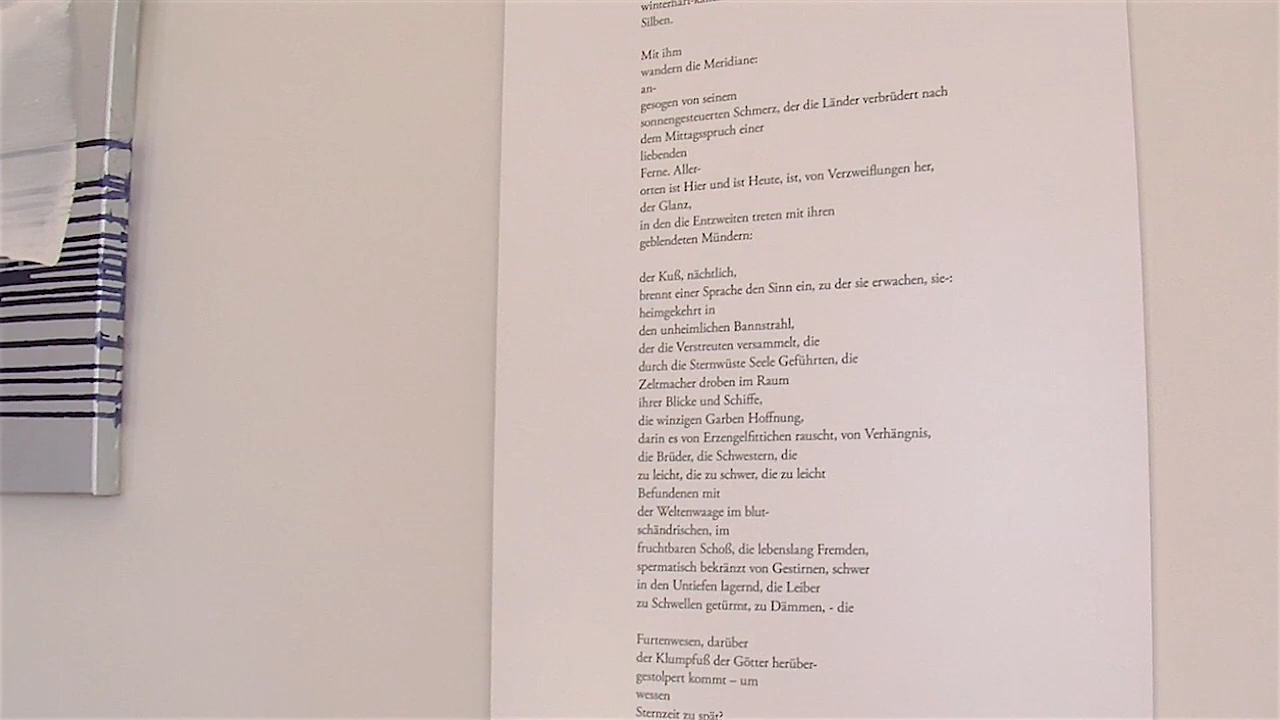 Silben.
Mit ihm
wandern die Meridiane:
an-
gesogen von seinem
sonnengesteuerten Schmerz, der die Länder verbrüdert nach
dem Mittagsspruch einer
liebenden
Ferne. Aller-
orten ist Hier und ist Heute, ist, von Verzweiflungen her,
der Glanz,
in den die Entzweiten treten mit ihren
geblendeten Mündern:
der Kuß, nächtlich,
brennt einer Sprache den Sinn ein, zu der sie erwachen, sie-:
heimgekehrt in
den unheimlichen Bannstrahl,
der die Verstreuten versammelt, die
durch die Sternwüste Seele Geführten, die
Zeltmacher droben im Raum
ihrer Blicke und Schiffe,
die winzigen Garben Hoffnung,
darin es von Erzengelfittichen rauscht, von Verhängnis,
die Brüder, die Schwestern, die
zu leicht, die zu schwer, die zu leicht
Befundenen mit
der Weltenwaage im blut-
schändrischen, im
fruchtbaren Schoß, die lebenslang Fremden,
spermatisch bekränzt von Gestirnen, schwer
in den Untiefen lagernd, die Leiber
zu Schwellen getürmt, zu Dämmen, - die
Furtenwesen, darüber
der Klumpfuß der Götter herüber-
gestolpert kommt – um
wessen
Sternzeit zu spät?